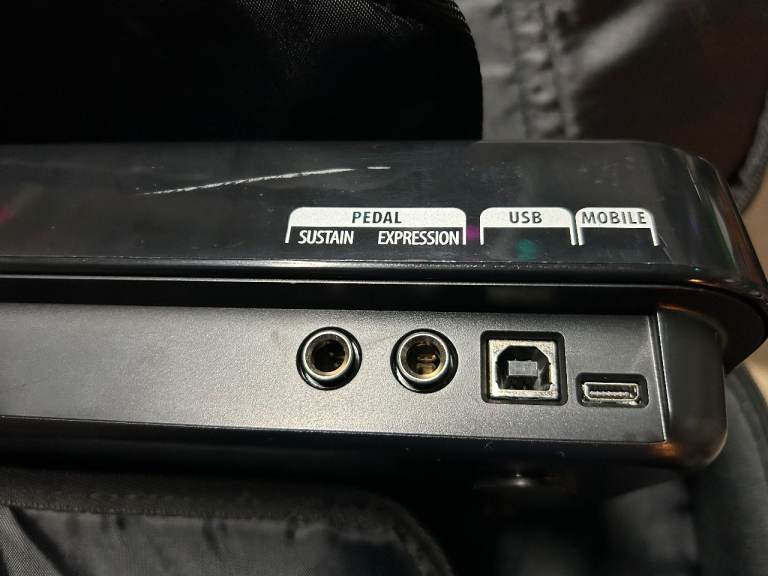 PEDAL USB MOBILE
SUSTAIN EXPRESSION